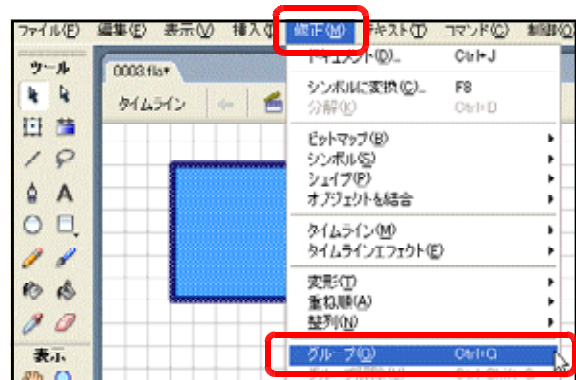 ファイル(F) 編集(E) 表示(V) 挿入(I) 修正(M) テキスト(T) コマンド(C) 制御(O)
ツール
0003.fla*
タイムライン
ドキュメント(D)... Ctrl+J
シンボルに変換(C)... F8
分解(K) Ctrl+B
ビットマップ(B)
シンボル(S)
シェイプ(P)
オブジェクトを結合
タイムライン(M)
タイムラインエフェクト(E)
変形(T)
重ね順(A)
整列(N)
グループ(G) Ctrl+G
表示